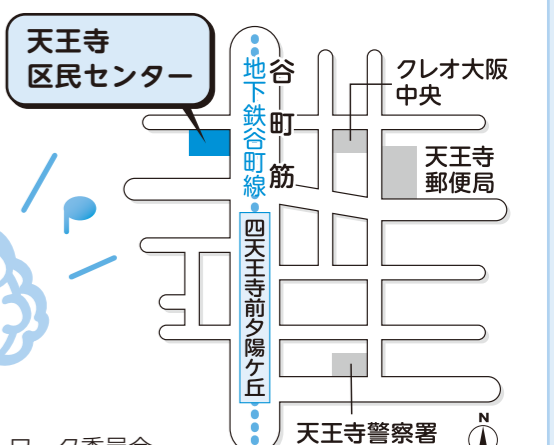 天王寺
区民センター
地下鉄谷町線
谷町筋
クレオ大阪
中央
天王寺
郵便局
四天王寺前夕陽ケ丘
天王寺警察署
N